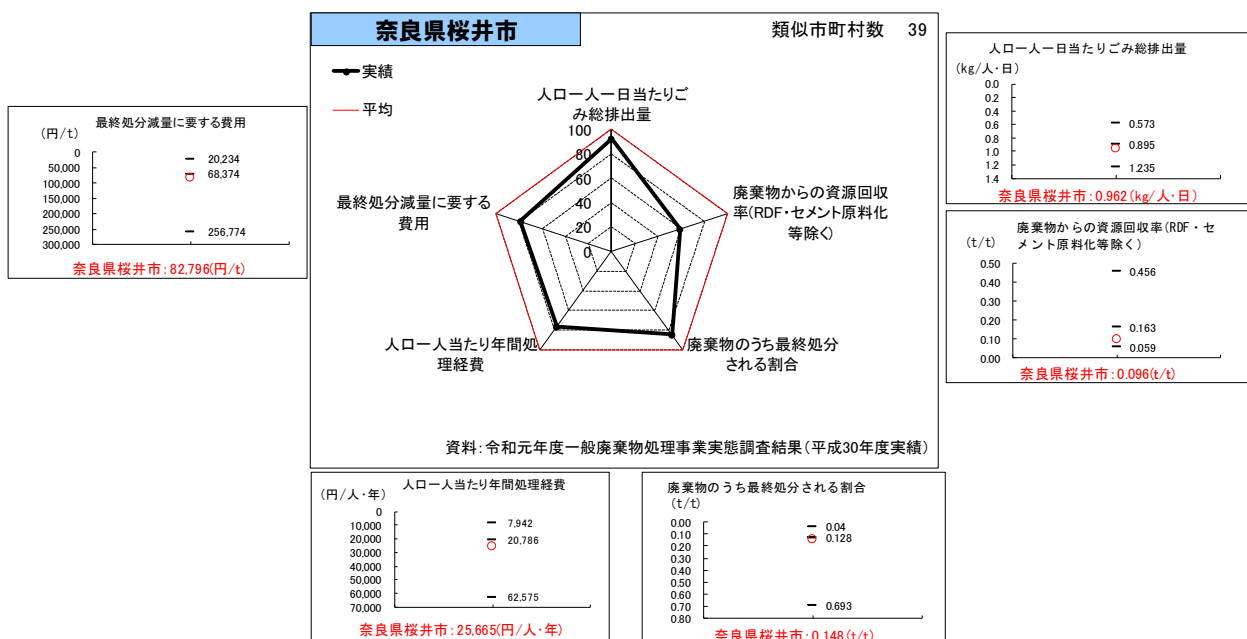 奈良県桜井市
類似市町村数 39
実績
平均
人口一人一日当たりご
み総排出量
廃棄物からの資源回収
率(RDF・セメント原料化
等除く)
廃棄物のうち最終処分
される割合
人口一人当たり年間処
理経費
最終処分減量に要する
費用
100
80
60
40
20
0
資料:令和元年度一般廃棄物処理事業実態調査結果(平成30年度実績)
最終処分減量に要する費用
(円/t)
0
50,000
100,000
150,000
200,000
250,000
300,000
20,234
68,374
256,774
奈良県桜井市:82,796(円/t)
人口一人一日当たりごみ総排出量
(kg/人・日)
0.0
0.2
0.4
0.6
0.8
1.0
1.2
1.4
0.573
0.895
1.235
奈良県桜井市:0.962(kg/人・日)
廃棄物からの資源回収率(RDF・セ
メント原料化等除く)
(t/t)
0.50
0.40
0.30
0.20
0.10
0.00
0.456
0.163
0.059
奈良県桜井市:0.096(t/t)
人口一人当たり年間処理経費
(円/人・年)
0
10,000
20,000
30,000
40,000
50,000
60,000
70,000
7,942
20,786
62,575
奈良県桜井市:25,665(円/人・年)
廃棄物のうち最終処分される割合
(t/t)
0.00
0.10
0.20
0.30
0.40
0.50
0.60
0.70
0.80
0.04
0.128
0.693
奈良県桜井市:0.148(t/t)